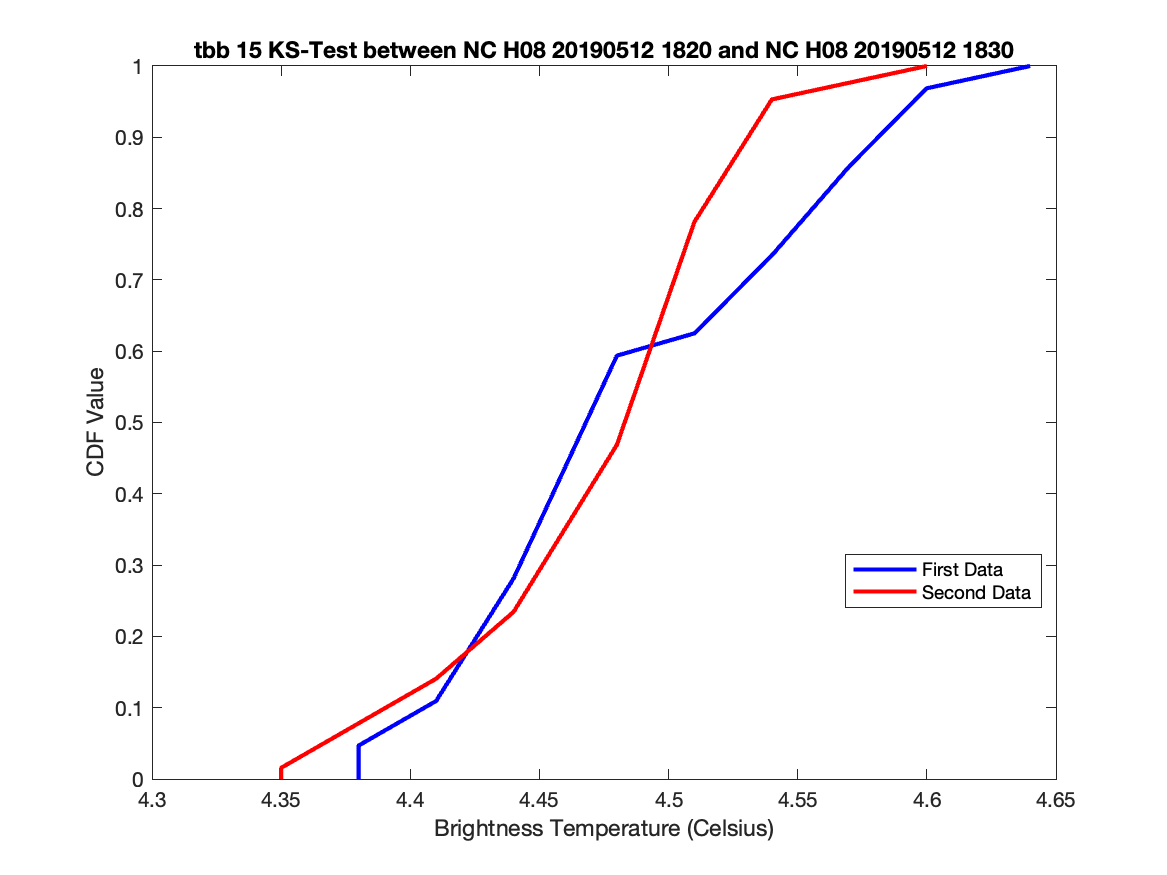 tbb 15 KS-Test between NC H08 20190512 1820 and NC H08 20190512 1830
1
0.9
0.8
0.7
0.6
0.5
0.4
0.3
0.2
0.1
0
CDF Value
First Data
Second Data
4.3 4.35 4.4 4.45 4.5 4.55 4.6 4.65
Brightness Temperature (Celsius)